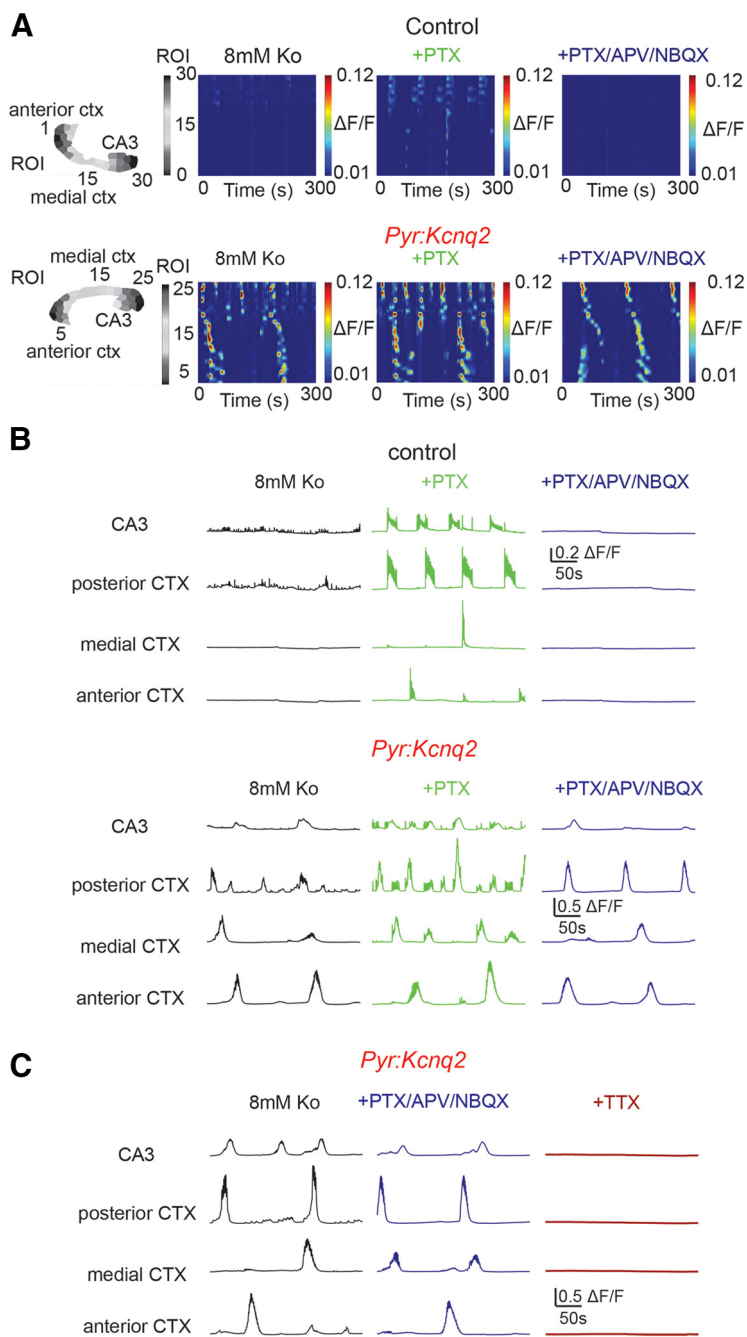 A
Control
ROI 8mM Ko +PTX +PTX/APV/NBQX
30 0.12 0.12 0.12
anterior ctx
1 CA3 15 ΔF/F ΔF/F ΔF/F
ROI
15 30 0 0.01 0.01 0.01
medial ctx 0 Time (s) 300 0 Time (s) 300 0 Time (s) 300
Pyr:Kcnq2
medial ctx ROI 8mM Ko +PTX +PTX/APV/NBQX
ROI 15 25 25 0.12 0.12 0.12
CA3 15 ΔF/F ΔF/F ΔF/F
5
anterior ctx 5 0.01 0.01 0.01
0 Time (s) 300 0 Time (s) 300 0 Time (s) 300
B
control
8mM Ko +PTX +PTX/APV/NBQX
CA3
0.2 ΔF/F
50s
posterior CTX
medial CTX
anterior CTX
Pyr:Kcnq2
8mM Ko +PTX +PTX/APV/NBQX
CA3
posterior CTX
0.5 ΔF/F
50s
medial CTX
anterior CTX
C
Pyr:Kcnq2
8mM Ko +PTX/APV/NBQX +TTX
CA3
posterior CTX
medial CTX
0.5 ΔF/F
50s
anterior CTX